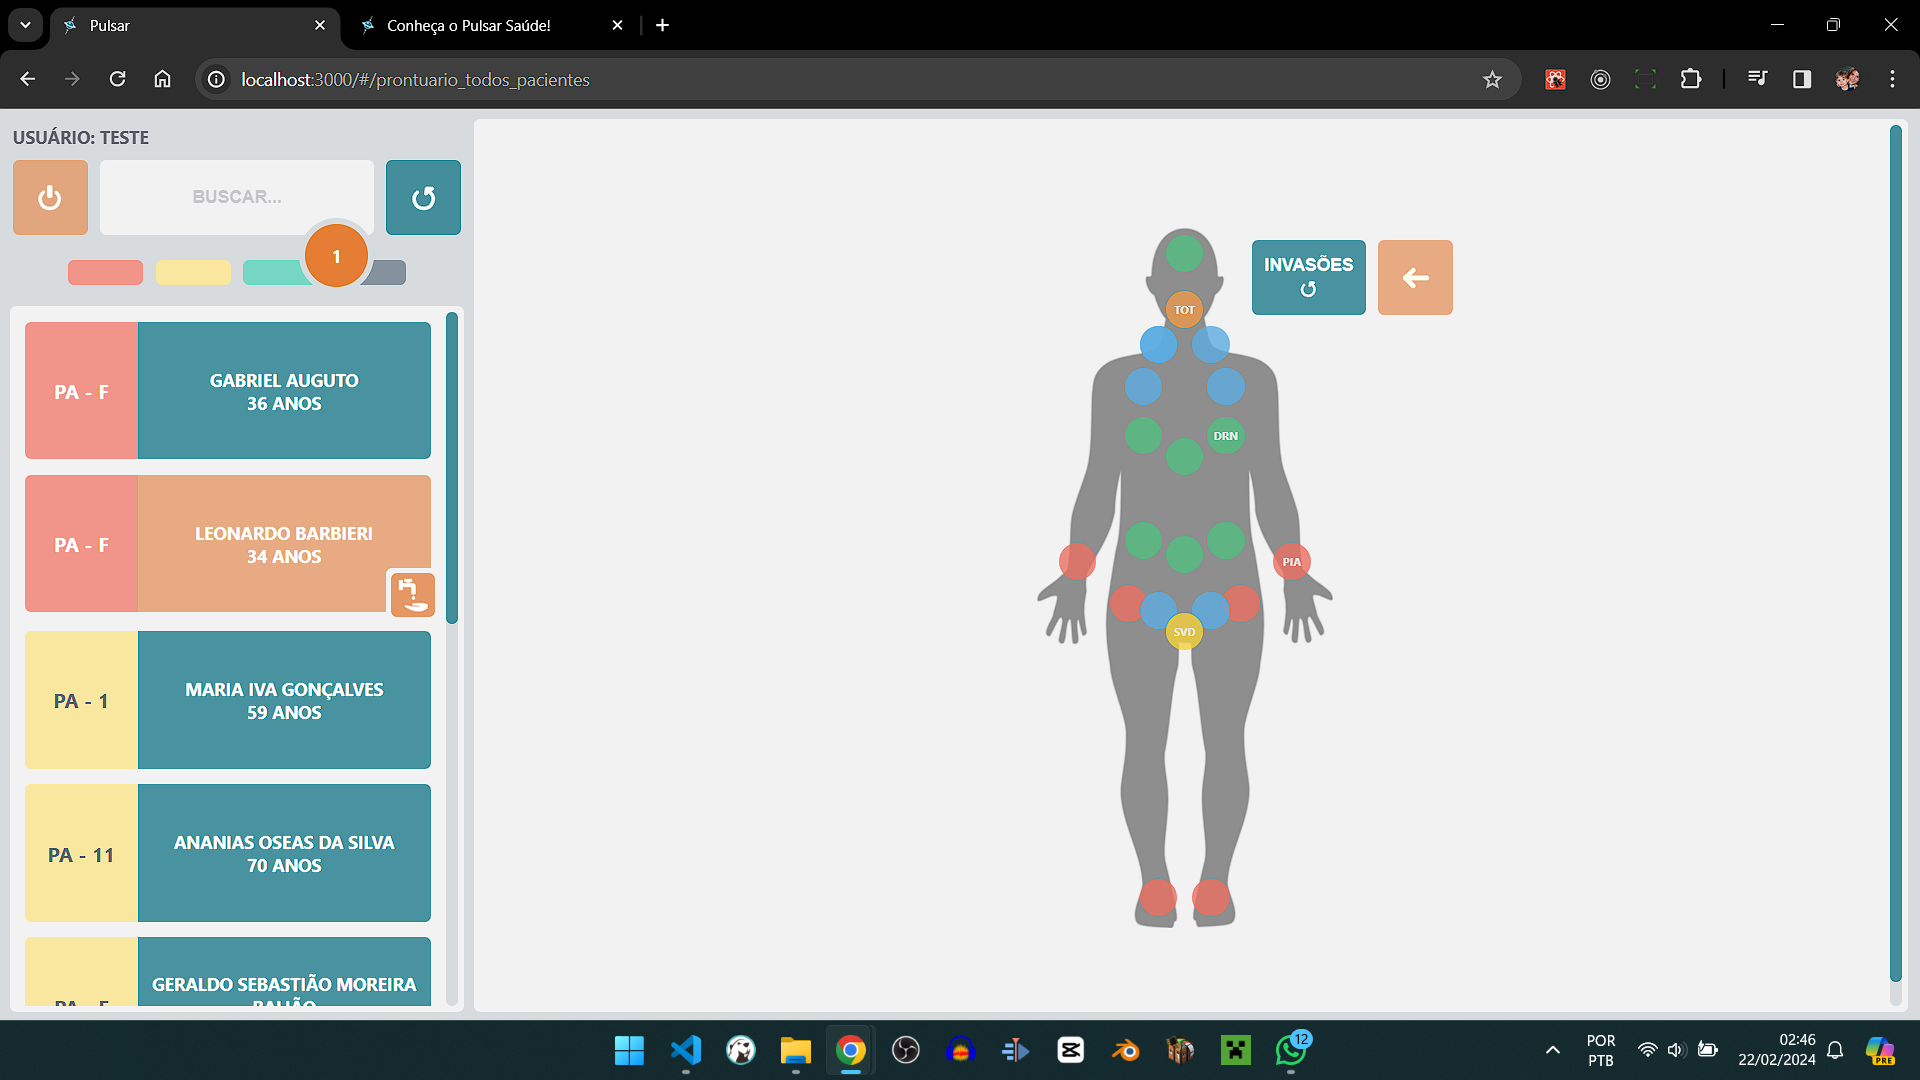 Pulsar
Conheça o Pulsar Saúde!
localhost:3000/#/prontuario_todos_pacientes
USUÁRIO: TESTE
BUSCAR...
1
PA - F
GABRIEL AUGUTO
36 ANOS
PA - F
LEONARDO BARBIERI
34 ANOS
PA - 1
MARIA IVA GONÇALVES
59 ANOS
PA - 11
ANANIAS OSEAS DA SILVA
70 ANOS
GERALDO SEBASTIÃO MOREIRA
INVASÕES
TOT
DRN
PIA
SVD
12
POR
PTB
02:46
22/02/2024
PRE